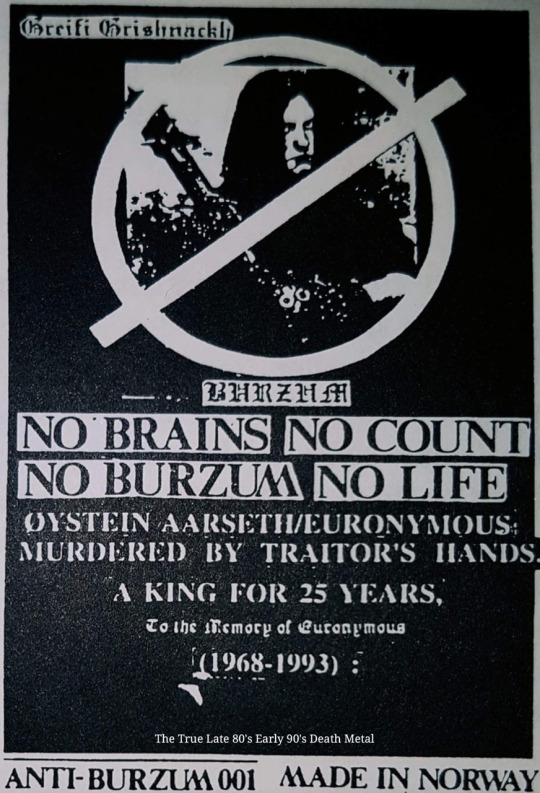 Greifi Grishnackh
BURZUM
NO BRAINS NO COUNT
NO BURZUM NO LIFE
ØYSTEIN AARSETH/EURONYMOUS:
MURDERED BY TRAITOR'S HANDS.
A KING FOR 25 YEARS,
To the Memory of Euronymous
(1968-1993) :
The True Late 80's Early 90's Death Metal
ANTI-BURZUM 001 MADE IN NORWAY